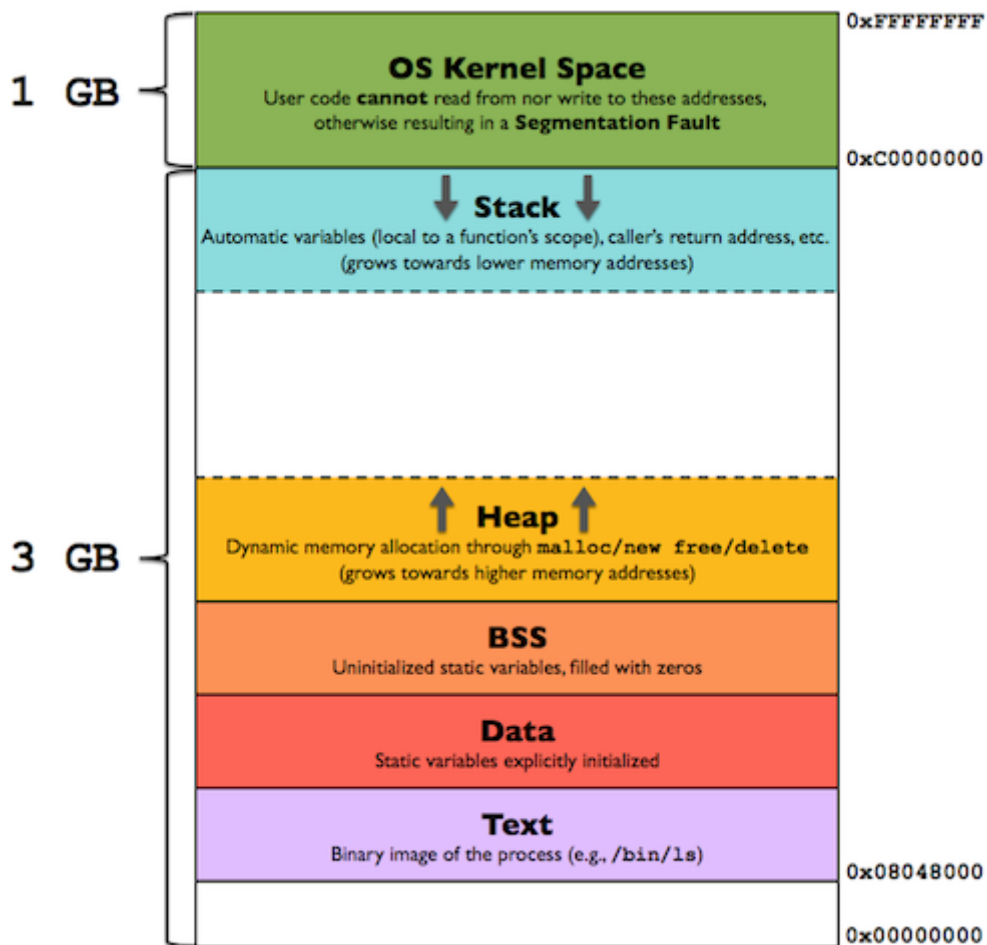 0xFFFFFFFF
1 GB
OS Kernel Space
User code cannot read from nor write to these addresses,
otherwise resulting in a Segmentation Fault
0xC0000000
Stack
Automatic variables (local to a function's scope), caller's return address, etc.
(grows towards lower memory addresses)
3 GB
Heap
Dynamic memory allocation through malloc/new free/delete
(grows towards higher memory addresses)
BSS
Uninitialized static variables, filled with zeros
Data
Static variables explicitly initialized
Text
Binary image of the process (e.g., /bin/ls)
0x08048000
0x00000000